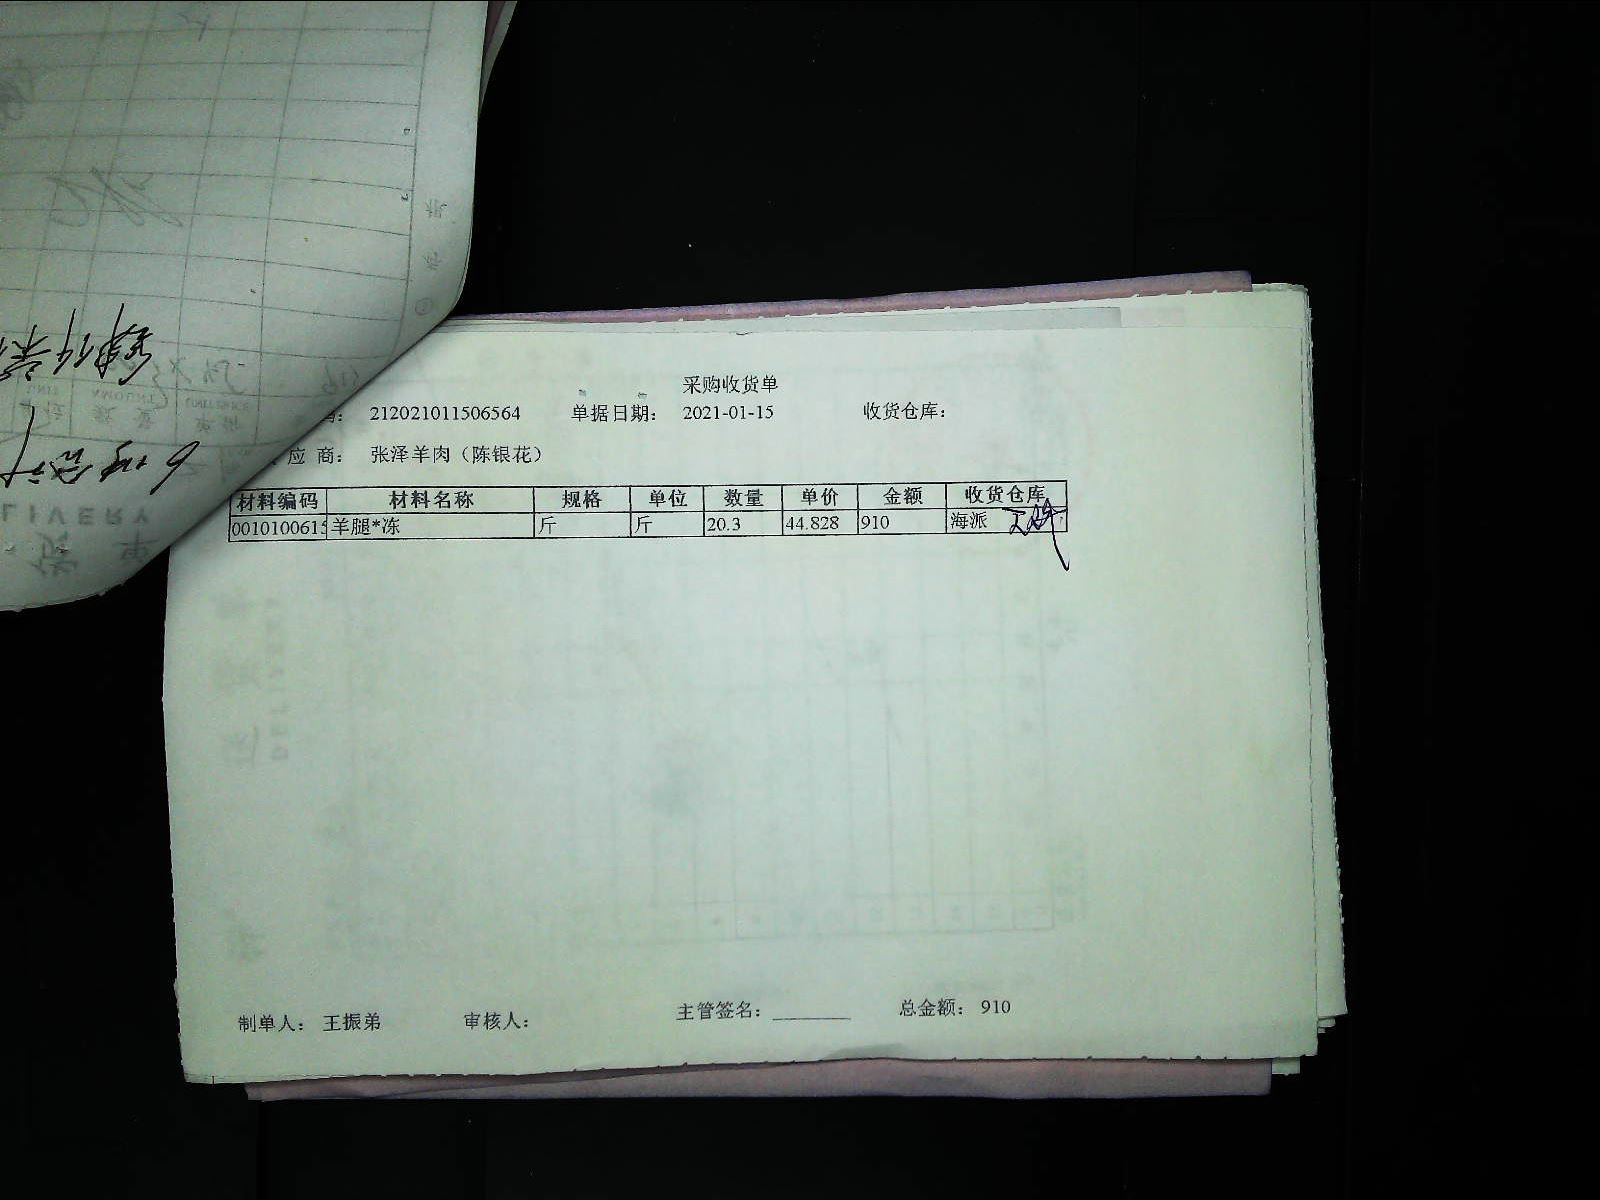 采购收货单
212021011506564 单据日期： 2021-01-15 收货仓库：
应 商： 张泽羊肉（陈银花）
材料编码 材料名称 规格 单位 数量 单价 金额 收货仓库
0010100615 羊腿*冻 斤 斤 20.3 44.828 910 海派
制单人： 王振弟 审核人： 主管签名： 总金额： 910